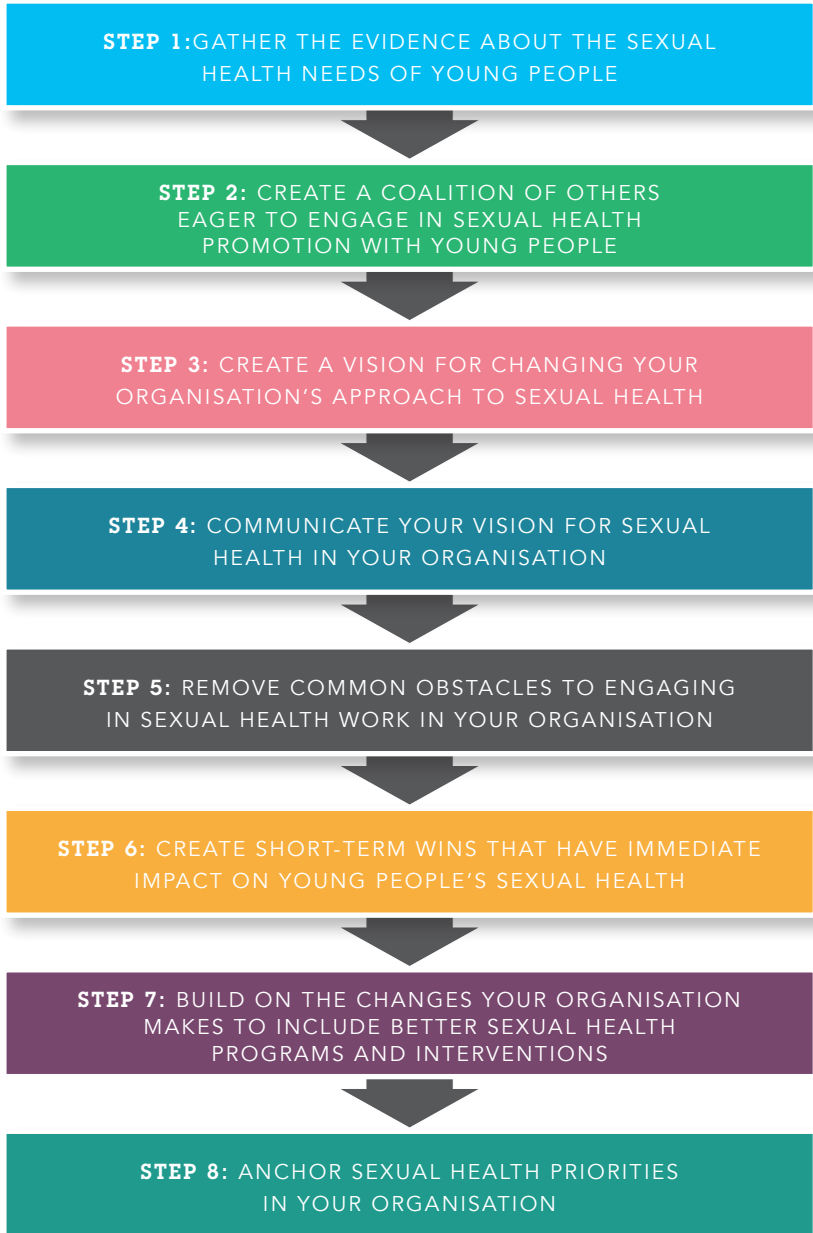 STEP 1:GATHER THE EVIDENCE ABOUT THE SEXUAL
HEALTH NEEDS OF YOUNG PEOPLE
STEP 2: CREATE A COALITION OF OTHERS
EAGER TO ENGAGE IN SEXUAL HEALTH
PROMOTION WITH YOUNG PEOPLE
STEP 3: CREATE A VISION FOR CHANGING YOUR
ORGANISATION'S APPROACH TO SEXUAL HEALTH
STEP 4: COMMUNICATE YOUR VISION FOR SEXUAL
HEALTH IN YOUR ORGANISATION
STEP 5: REMOVE COMMON OBSTACLES TO ENGAGING
IN SEXUAL HEALTH WORK IN YOUR ORGANISATION
STEP 6: CREATE SHORT-TERM WINS THAT HAVE IMMEDIATE
IMPACT ON YOUNG PEOPLE'S SEXUAL HEALTH
STEP 7: BUILD ON THE CHANGES YOUR ORGANISATION
MAKES TO INCLUDE BETTER SEXUAL HEALTH
PROGRAMS AND INTERVENTIONS
STEP 8: ANCHOR SEXUAL HEALTH PRIORITIES
IN YOUR ORGANISATION